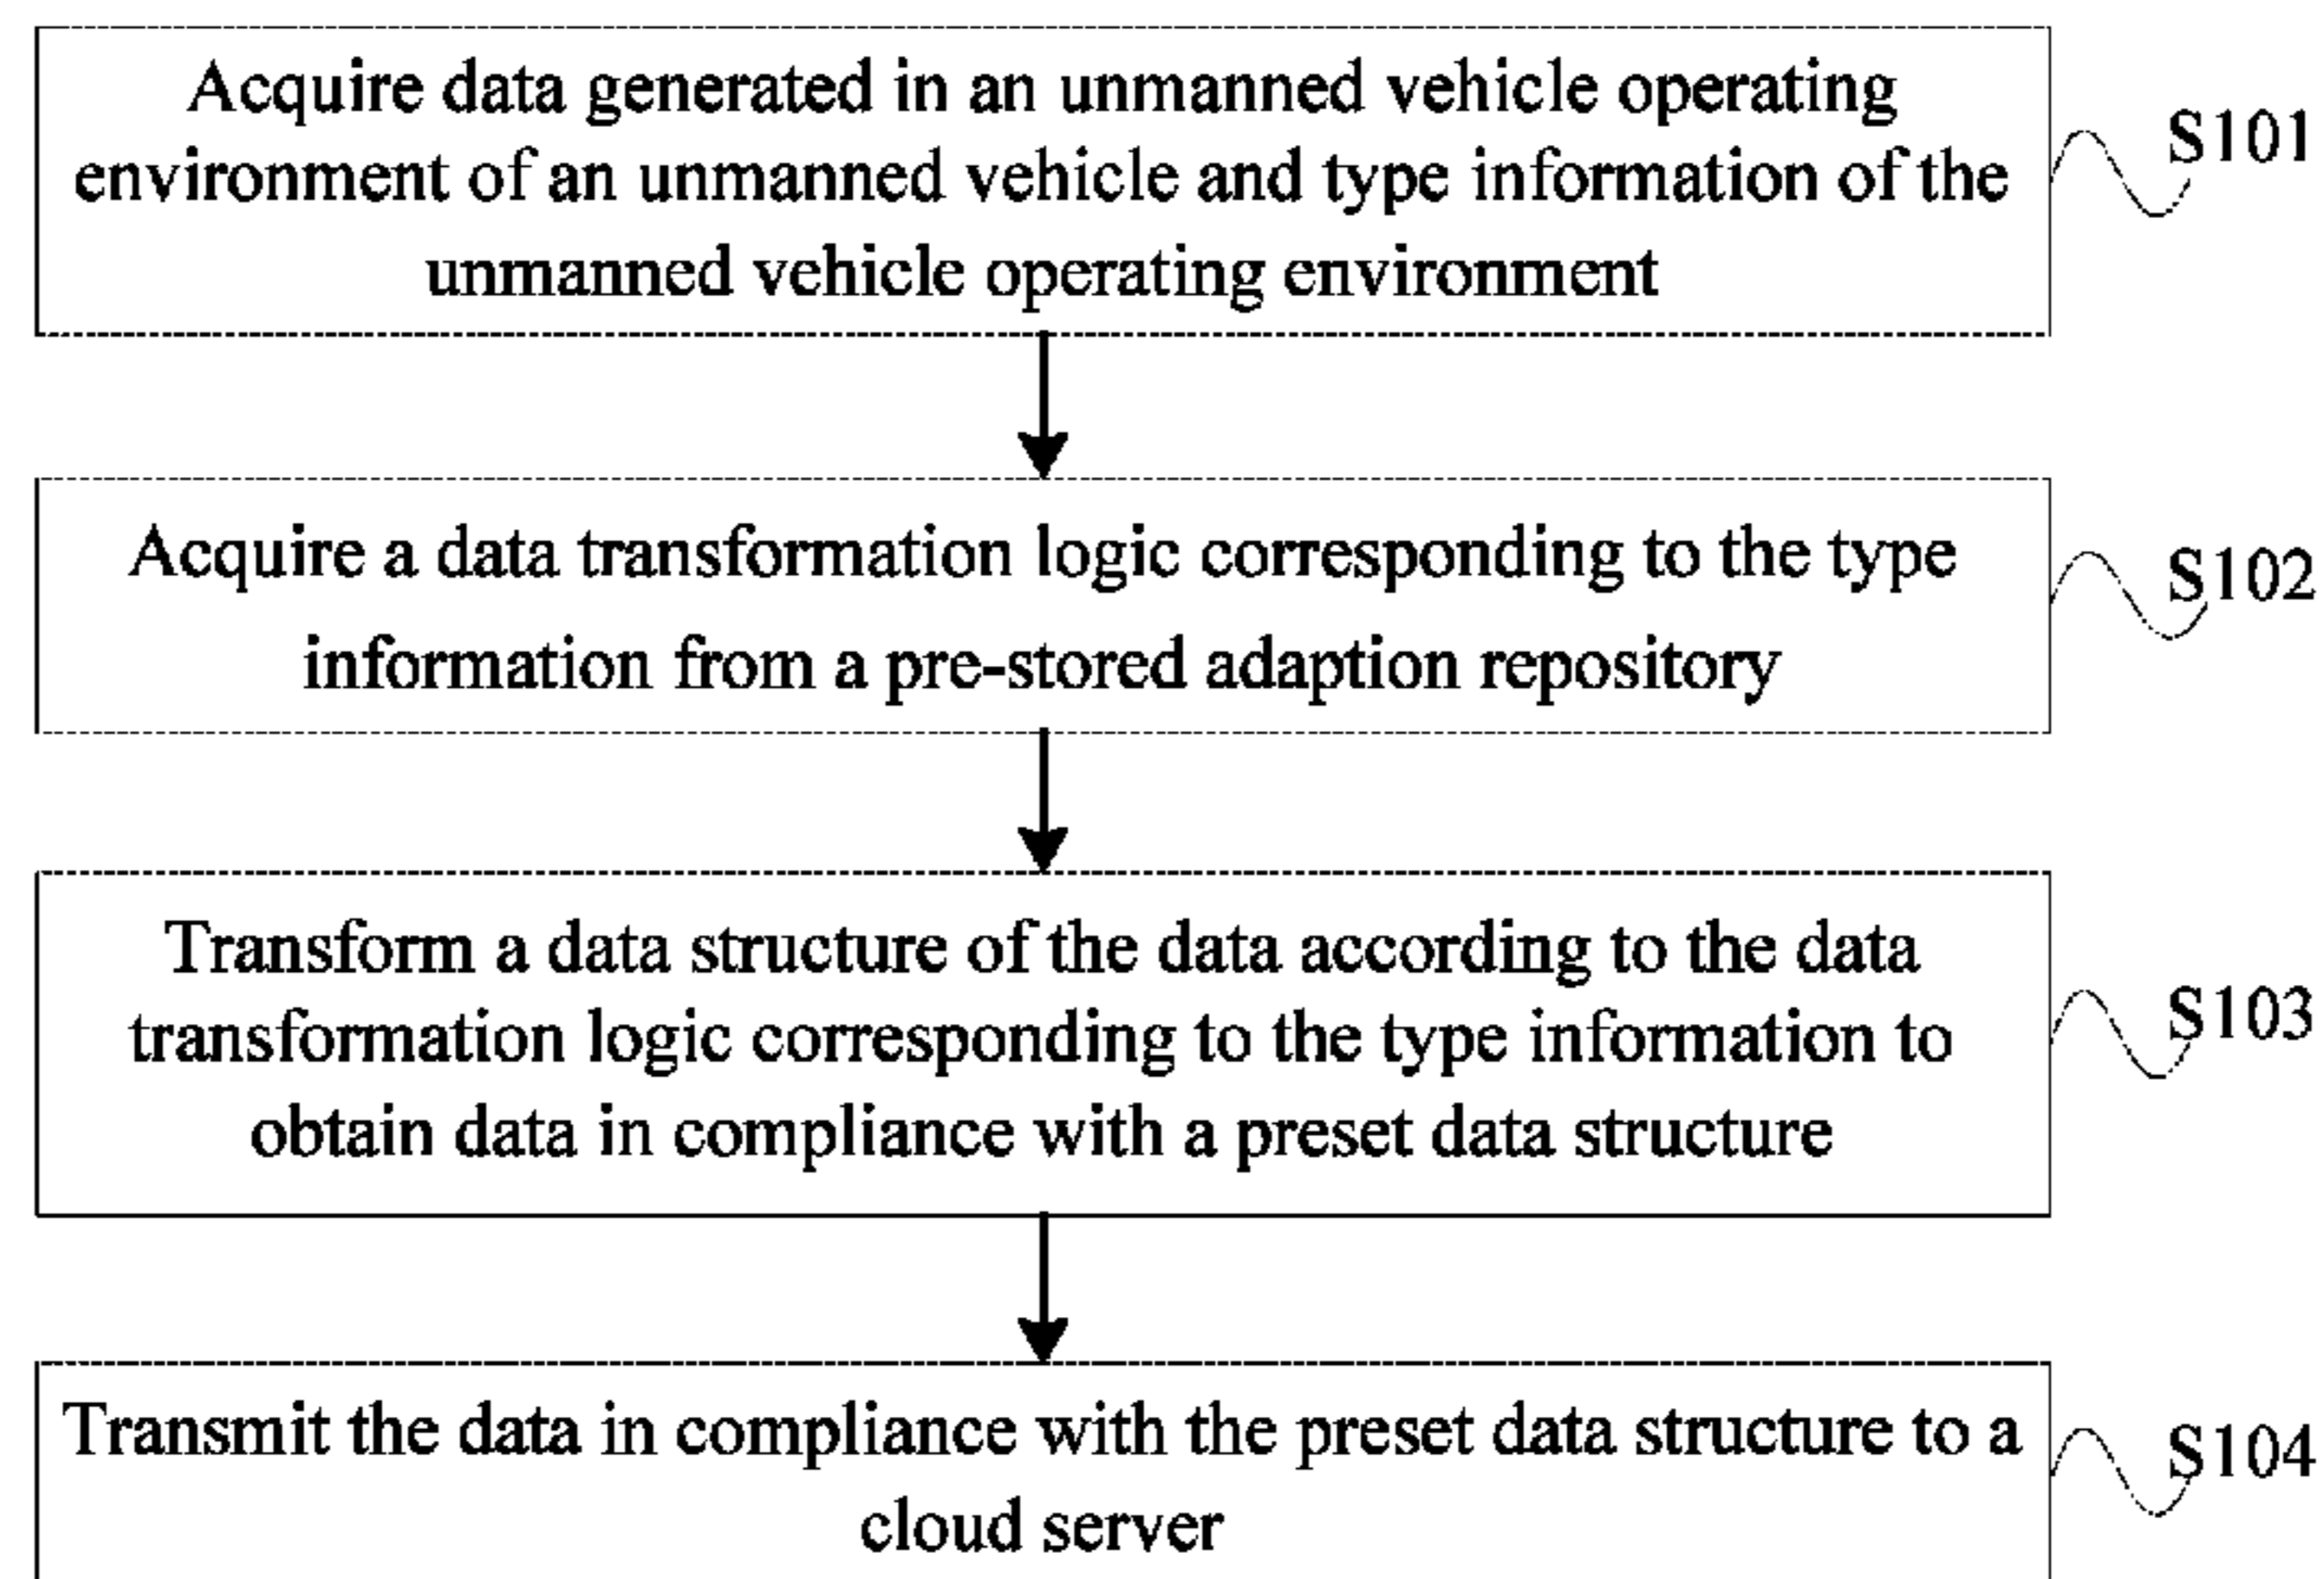 Acquire data generated in an unmanned vehicle operating
environment of an unmanned vehicle and type information of the
unmanned vehicle operating environment
S101
Acquire a data transformation logic corresponding to the type
information from a pre-stored adaption repository
S102
Transform a data structure of the data according to the data
transformation logic corresponding to the type information to
obtain data in compliance with a preset data structure
S103
Transmit the data in compliance with the preset data structure to a
cloud server
S104